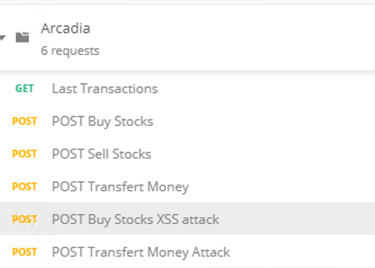 Arcadia
6 requests
GET Last Transactions
POST POST Buy Stocks
POST POST Sell Stocks
POST POST Transfert Money
POST POST Buy Stocks XSS attack
POST POST Transfert Money Attack